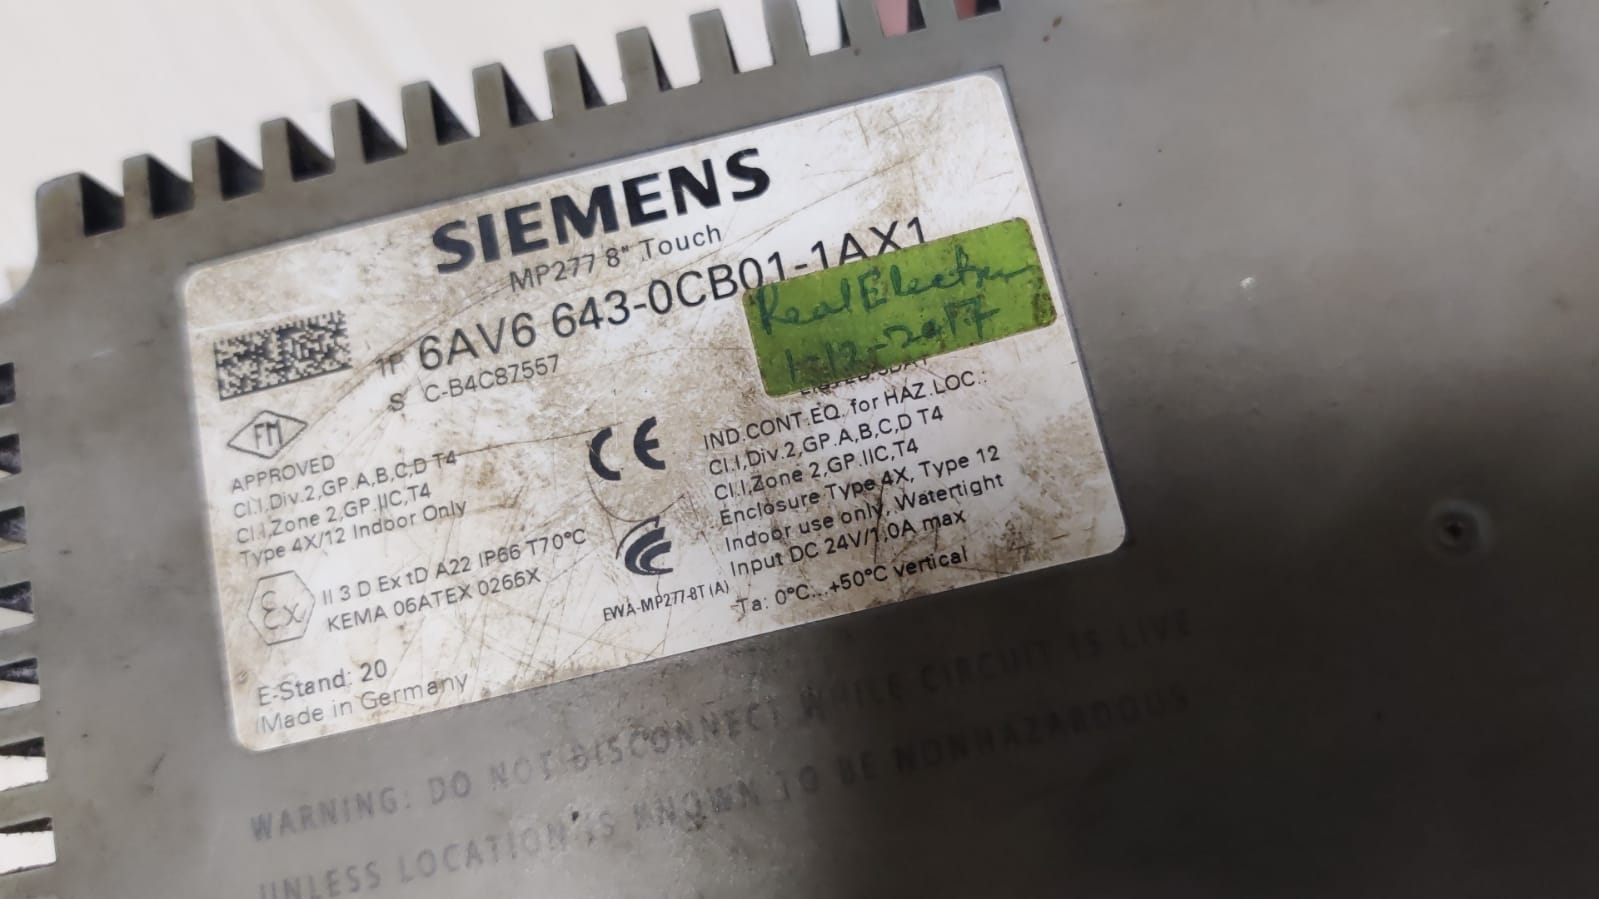 SIEMENS
MP277 8" Touch
1P 6AV6 643-0CB01-1AX1
S C-B4C87557
Real
1-12-2017
FM
APPROVED
Cl.I,Div.2,GP.A,B,C,D T4
Cl.I,Zone 2,GP.IIC,T4
Type 4X/12 Indoor Only
CE
IND.CONT.EQ. for HAZ.LOC.:
Cl.I,Div.2,GP.A,B,C,D T4
Cl.I,Zone 2,GP.IIC,T4
Enclosure Type 4X, Type 12
Indoor use only, Watertight
Input DC 24V/1.0A max
Ta: 0°C...+50°C vertical
Ex II 3 D Ex tD A22 IP66 T70°C
KEMA 06ATEX 0266X
EWA-MP277-8T (A)
E-Stand: 20
Made in Germany
WARNING: DO NOT DISCONNECT WHILE CIRCUIT IS LIVE
UNLESS LOCATION IS KNOWN TO BE NONHAZARDOUS